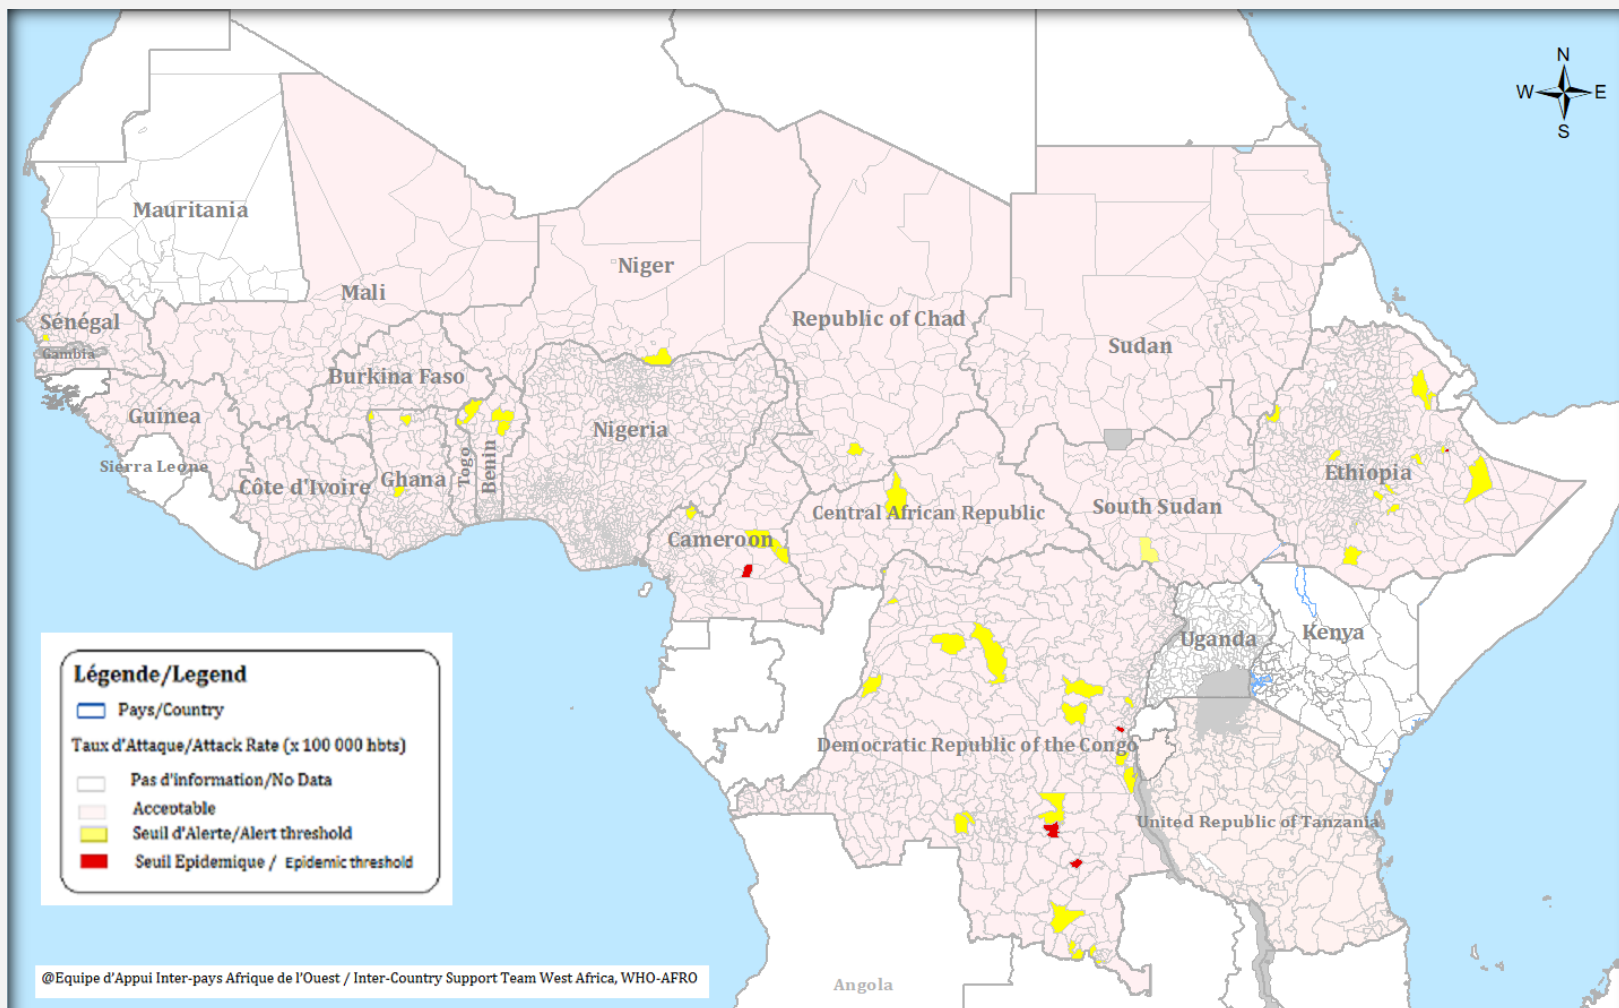 N
W E
S
Mauritania
Niger
Mali
Republic of Chad
Sénégal
Sudan
Gambia
Burkina Faso
Guinea
Nigeria
Sierra Leone
Côte d'Ivoire
Ghana
Togo
Benin
Ethiopia
South Sudan
Central African Republic
Cameroon
Uganda
Kenya
Democratic Republic of the Congo
United Republic of Tanzania
Angola
Légende/Legend
Pays/Country
Taux d'Attaque/Attack Rate (x 100 000 hbts)
Pas d'information/No Data
Acceptable
Seuil d'Alerte/Alert threshold
Seuil Epidemique / Epidemic threshold
@Equipe d'Appui Inter-pays Afrique de l'Ouest / Inter-Country Support Team West Africa, WHO-AFRO